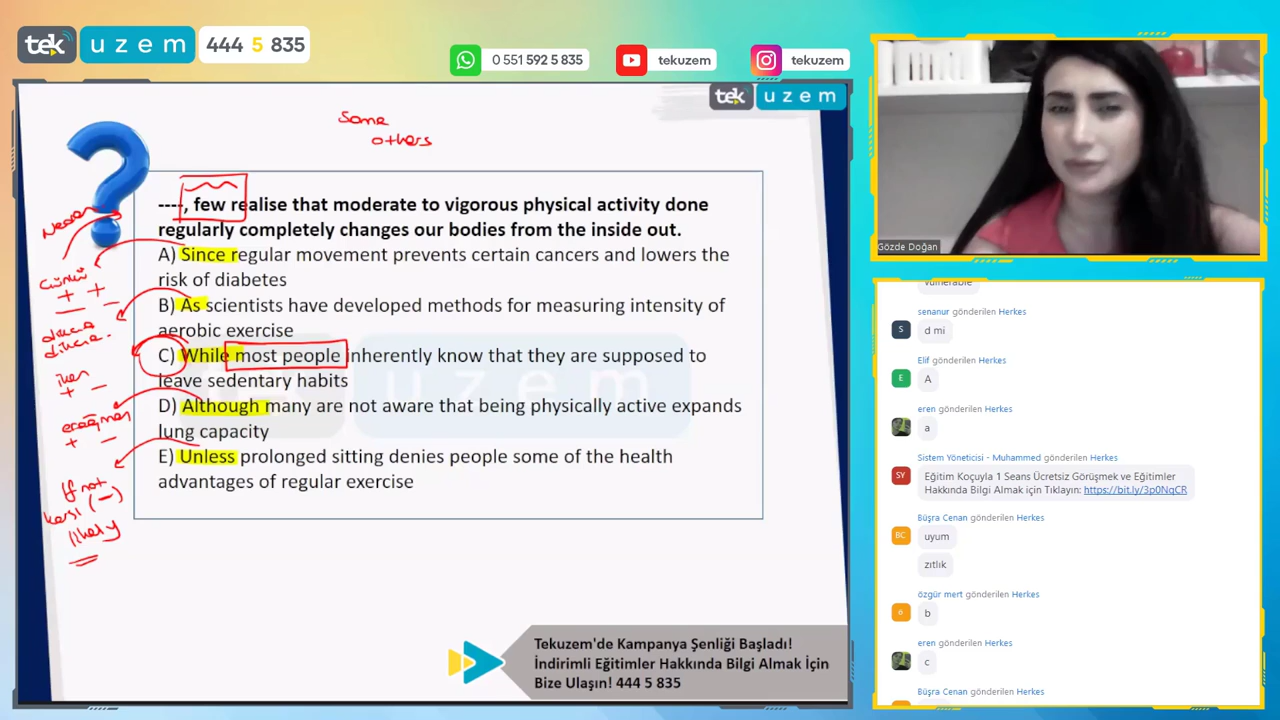 tek uzem 444 5 835
0 551 592 5 835
tekuzem
tekuzem
tek uzem
Some
others
----, few realise that moderate to vigorous physical activity done
regularly completely changes our bodies from the inside out.
A) Since regular movement prevents certain cancers and lowers the
risk of diabetes
B) As scientists have developed methods for measuring intensity of
aerobic exercise
C) While most people inherently know that they are supposed to
leave sedentary habits
D) Although many are not aware that being physically active expands
lung capacity
E) Unless prolonged sitting denies people some of the health
advantages of regular exercise
Neden
Çünkü
+ +
- -
iken
+ -
+ -
If not
(-)
likely
uzem
Tekuzem'de Kampanya Şenliği Başladı!
İndirimli Eğitimler Hakkında Bilgi Almak İçin
Bize Ulaşın! 444 5 835
Gözde Doğan
vulnerable
senanur gönderilen Herkes
S
d mi
Elif gönderilen Herkes
E
A
eren gönderilen Herkes
a
Sistem Yöneticisi - Muhammed gönderilen Herkes
SY
Eğitim Koçuyla 1 Seans Ücretsiz Görüşmek ve Eğitimler
Hakkında Bilgi Almak için Tıklayın: https://bit.ly/3p0NqCR
Büşra Cenan gönderilen Herkes
BC
uyum
zıtlık
özgür mert gönderilen Herkes
ö
b
eren gönderilen Herkes
c
Büşra Cenan gönderilen Herkes